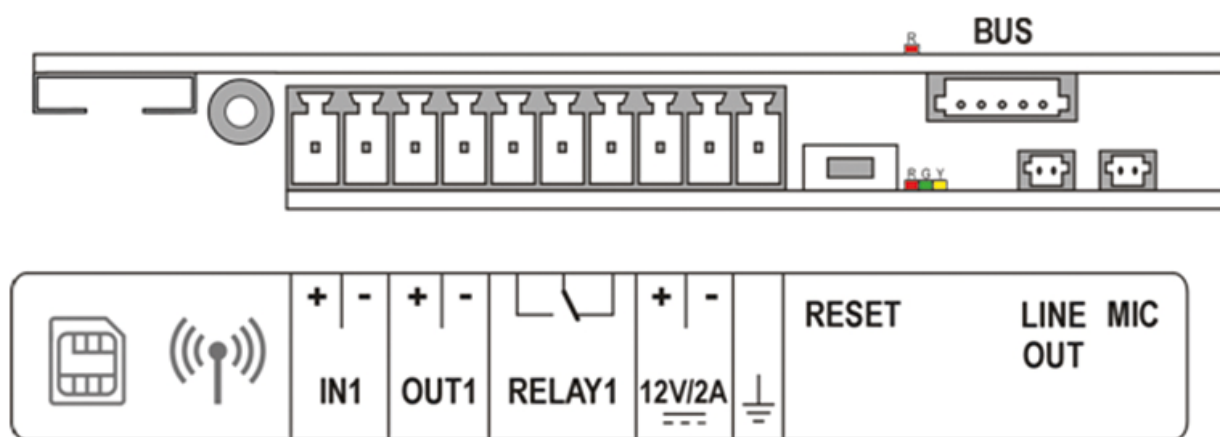 R BUS
R G Y
+ - + - + - RESET LINE MIC
OUT
IN1 OUT1 RELAY1 12V/2A